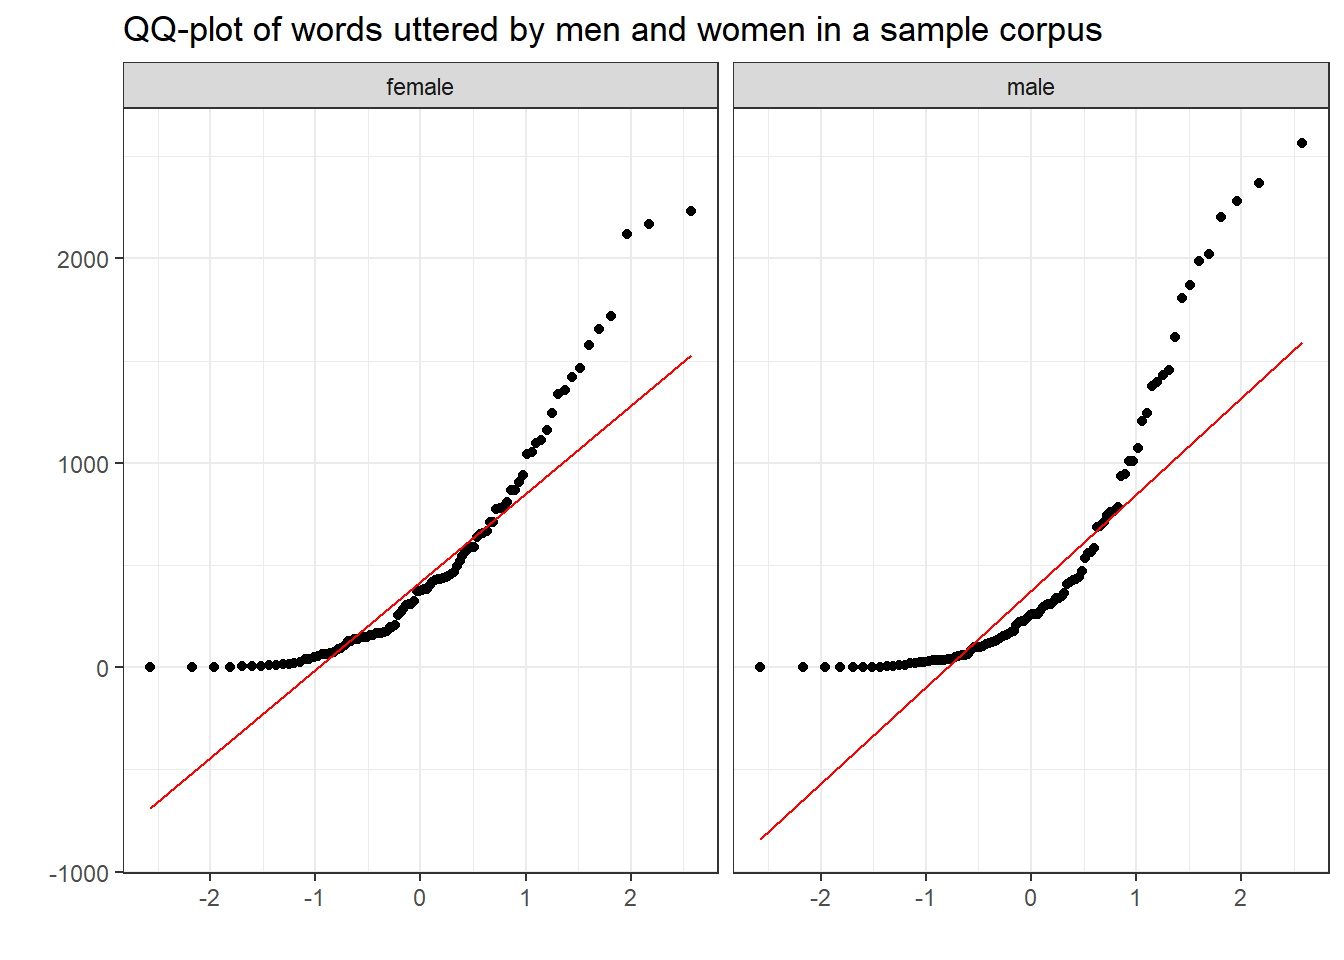 QQ-plot of words uttered by men and women in a sample corpus
female
male
2000
1000
0
-1000
-2 -1 0 1 2
-2 -1 0 1 2